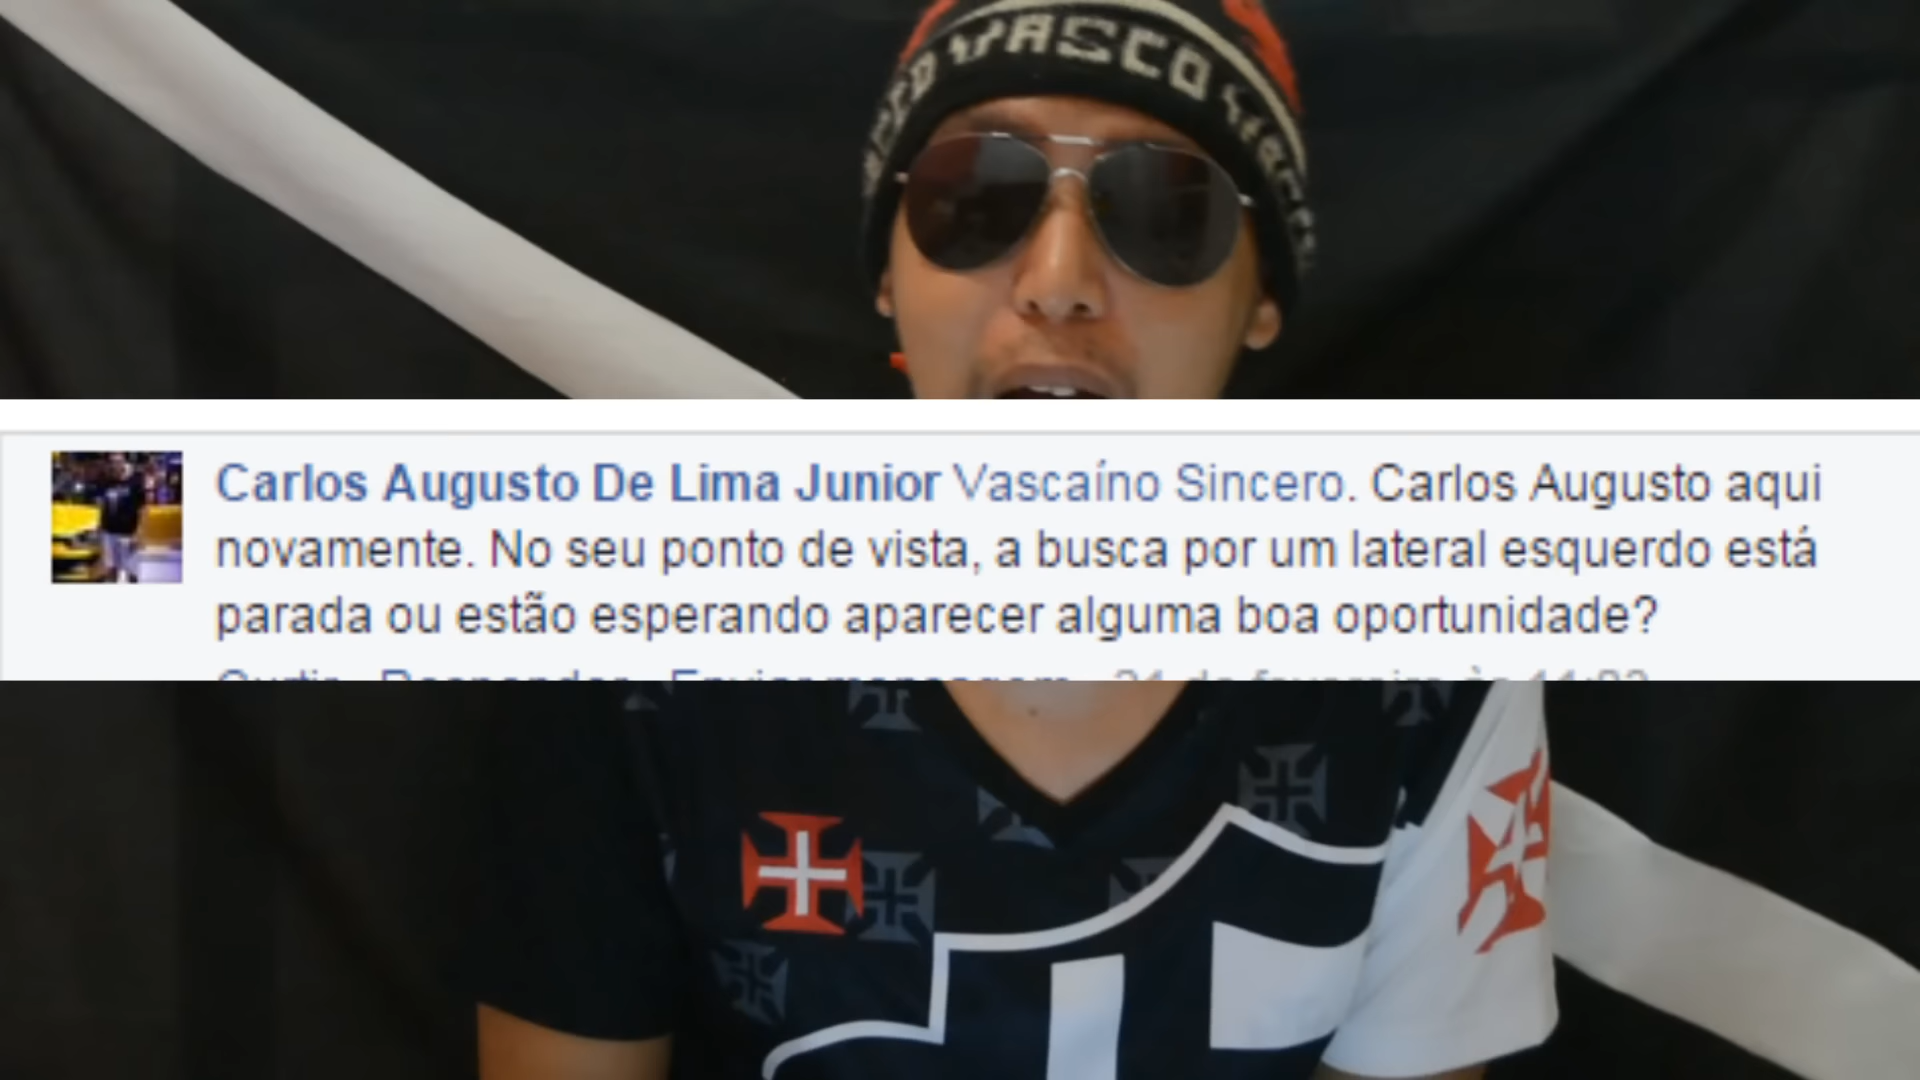 VASCO
Carlos Augusto De Lima Junior Vascaíno Sincero. Carlos Augusto aqui
novamente. No seu ponto de vista, a busca por um lateral esquerdo está
parada ou estão esperando aparecer alguma boa oportunidade?